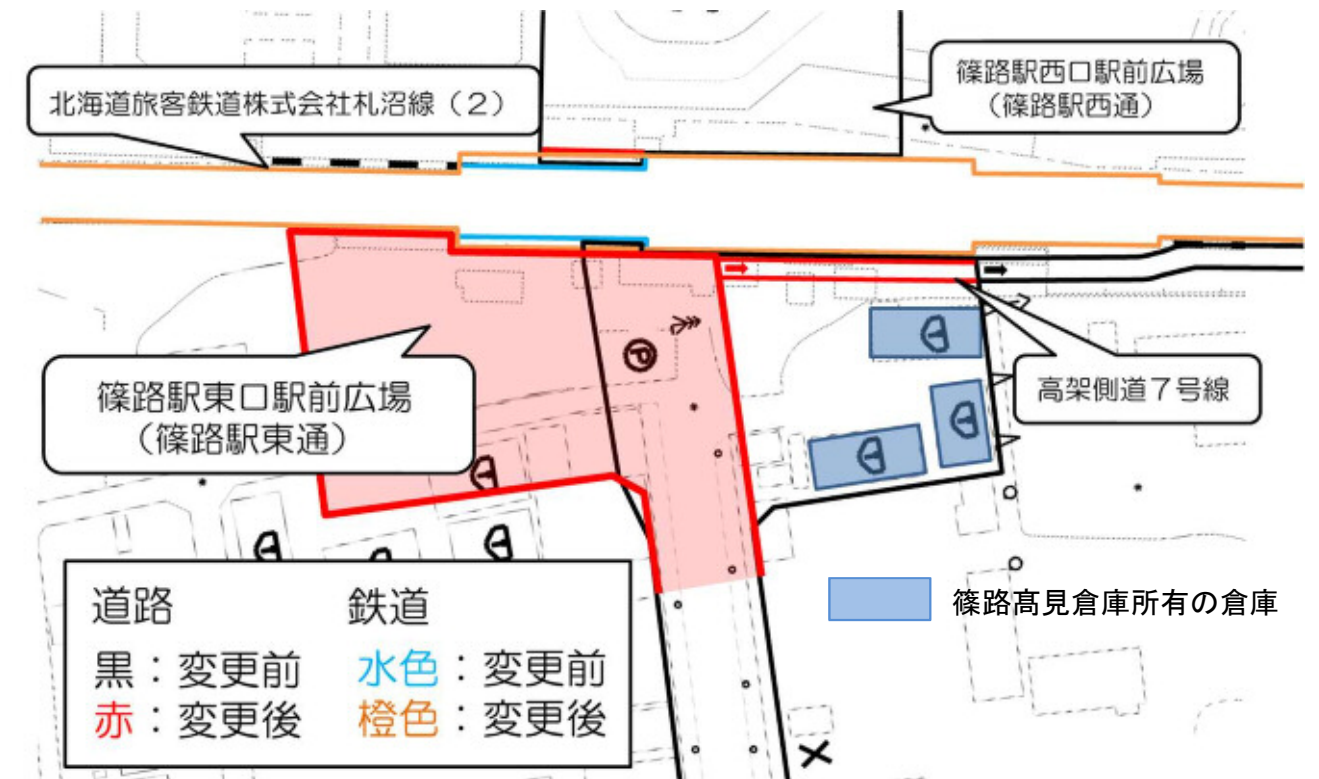 北海道旅客鉄道株式会社札沼線（2）
篠路駅西口駅前広場
（篠路駅西通）
篠路駅東口駅前広場
（篠路駅東通）
P
高架側道７号線
篠路髙見倉庫所有の倉庫
道路
鉄道
黒：変更前
水色：変更前
赤：変更後
橙色：変更後